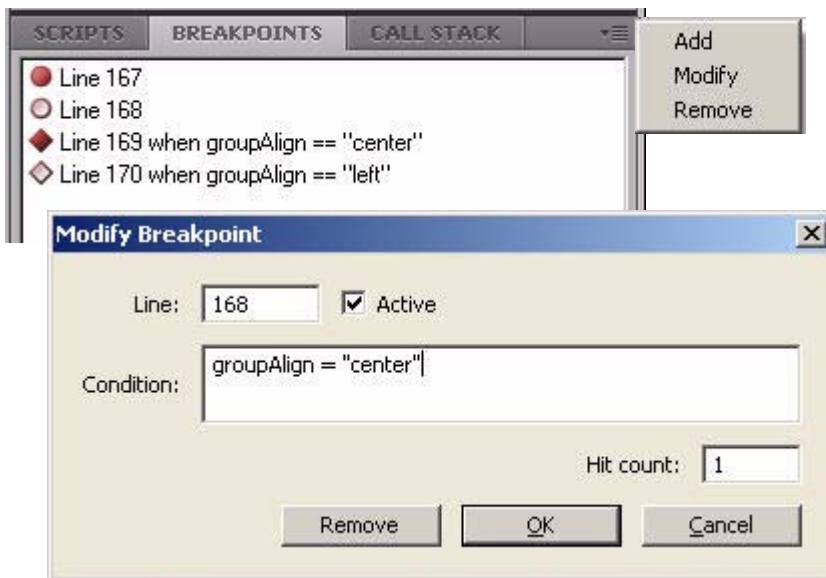 SCRIPTS BREAKPOINTS CALL STACK
Add
Modify
Remove
Line 167
Line 168
Line 169 when groupAlign == "center"
Line 170 when groupAlign == "left"
Modify Breakpoint
Line: 168 Active
Condition: groupAlign = "center"
Hit count: 1
Remove OK Cancel